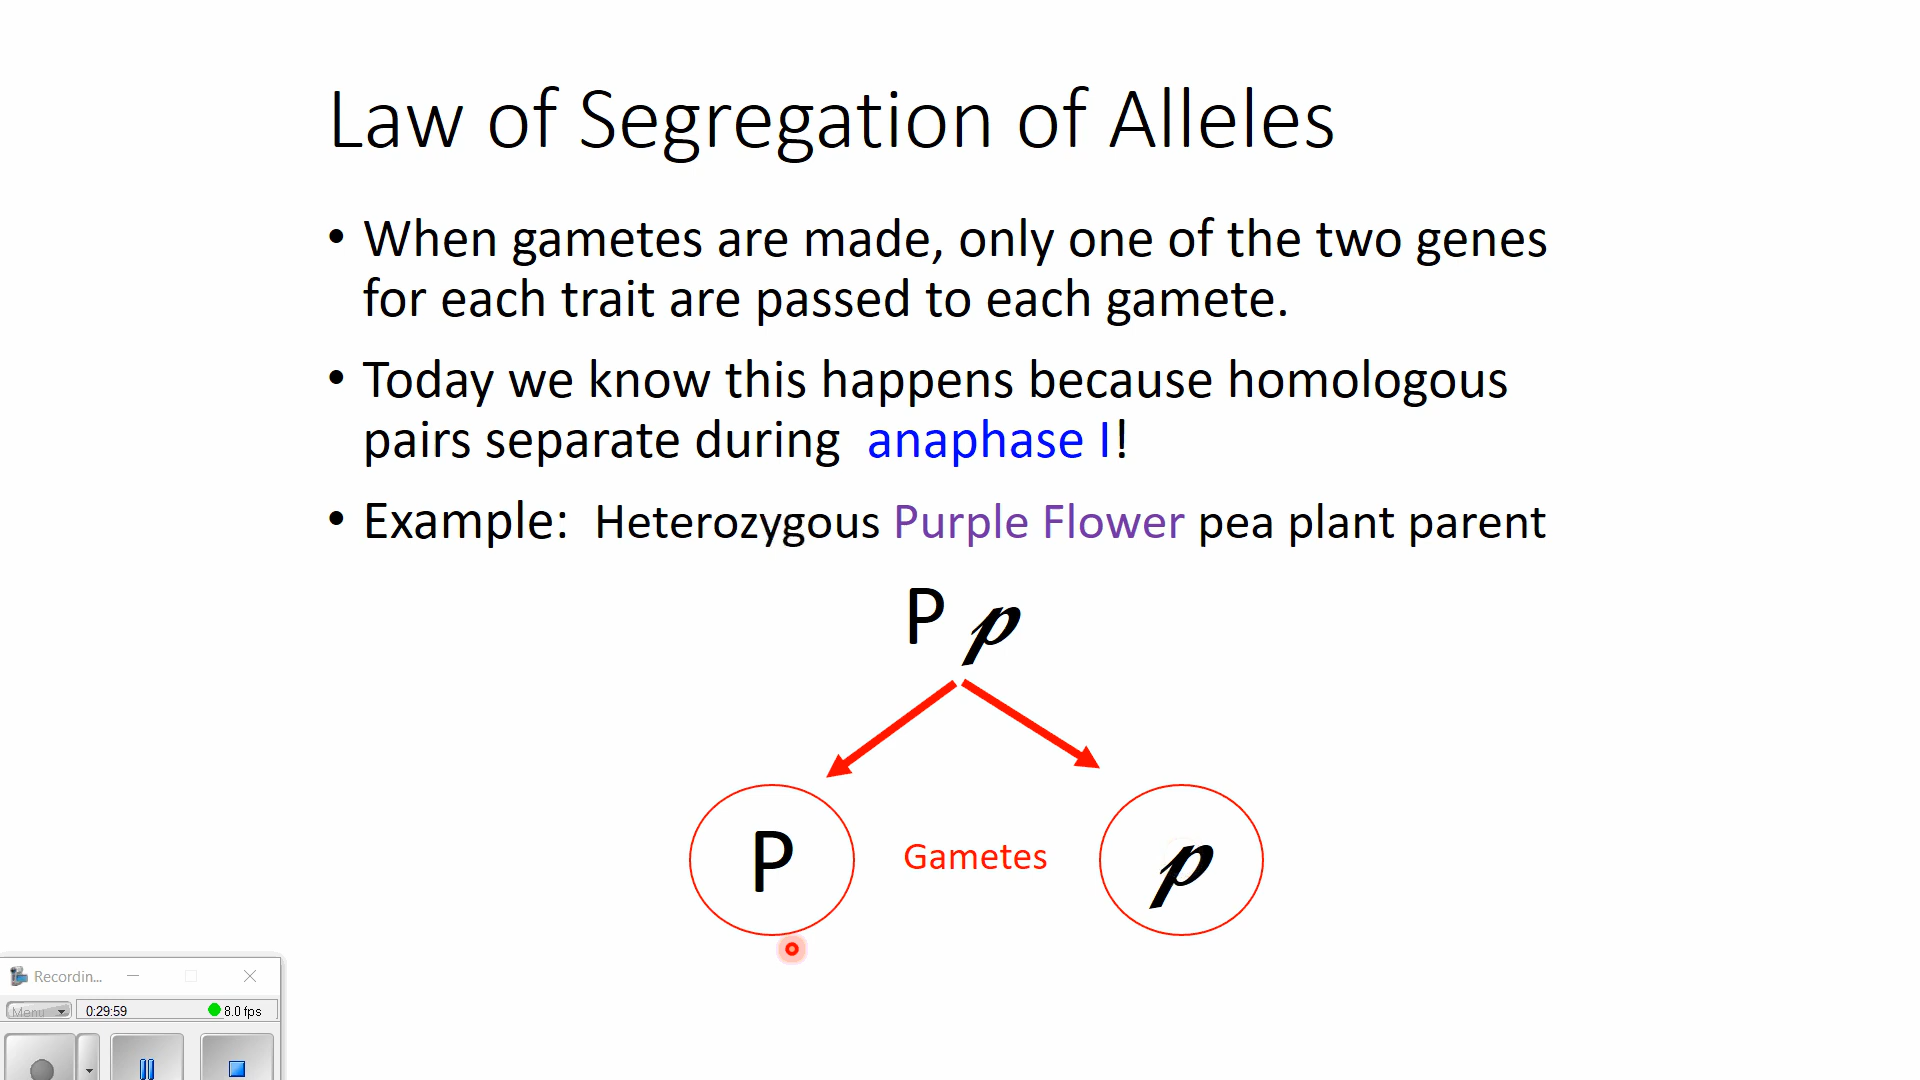 Law of Segregation of Alleles
• When gametes are made, only one of the two genes
for each trait are passed to each gamete.
• Today we know this happens because homologous
pairs separate during anaphase I!
• Example: Heterozygous Purple Flower pea plant parent
P p
P Gametes p
Recordin...
Menu 0:29:59 8.0 fps